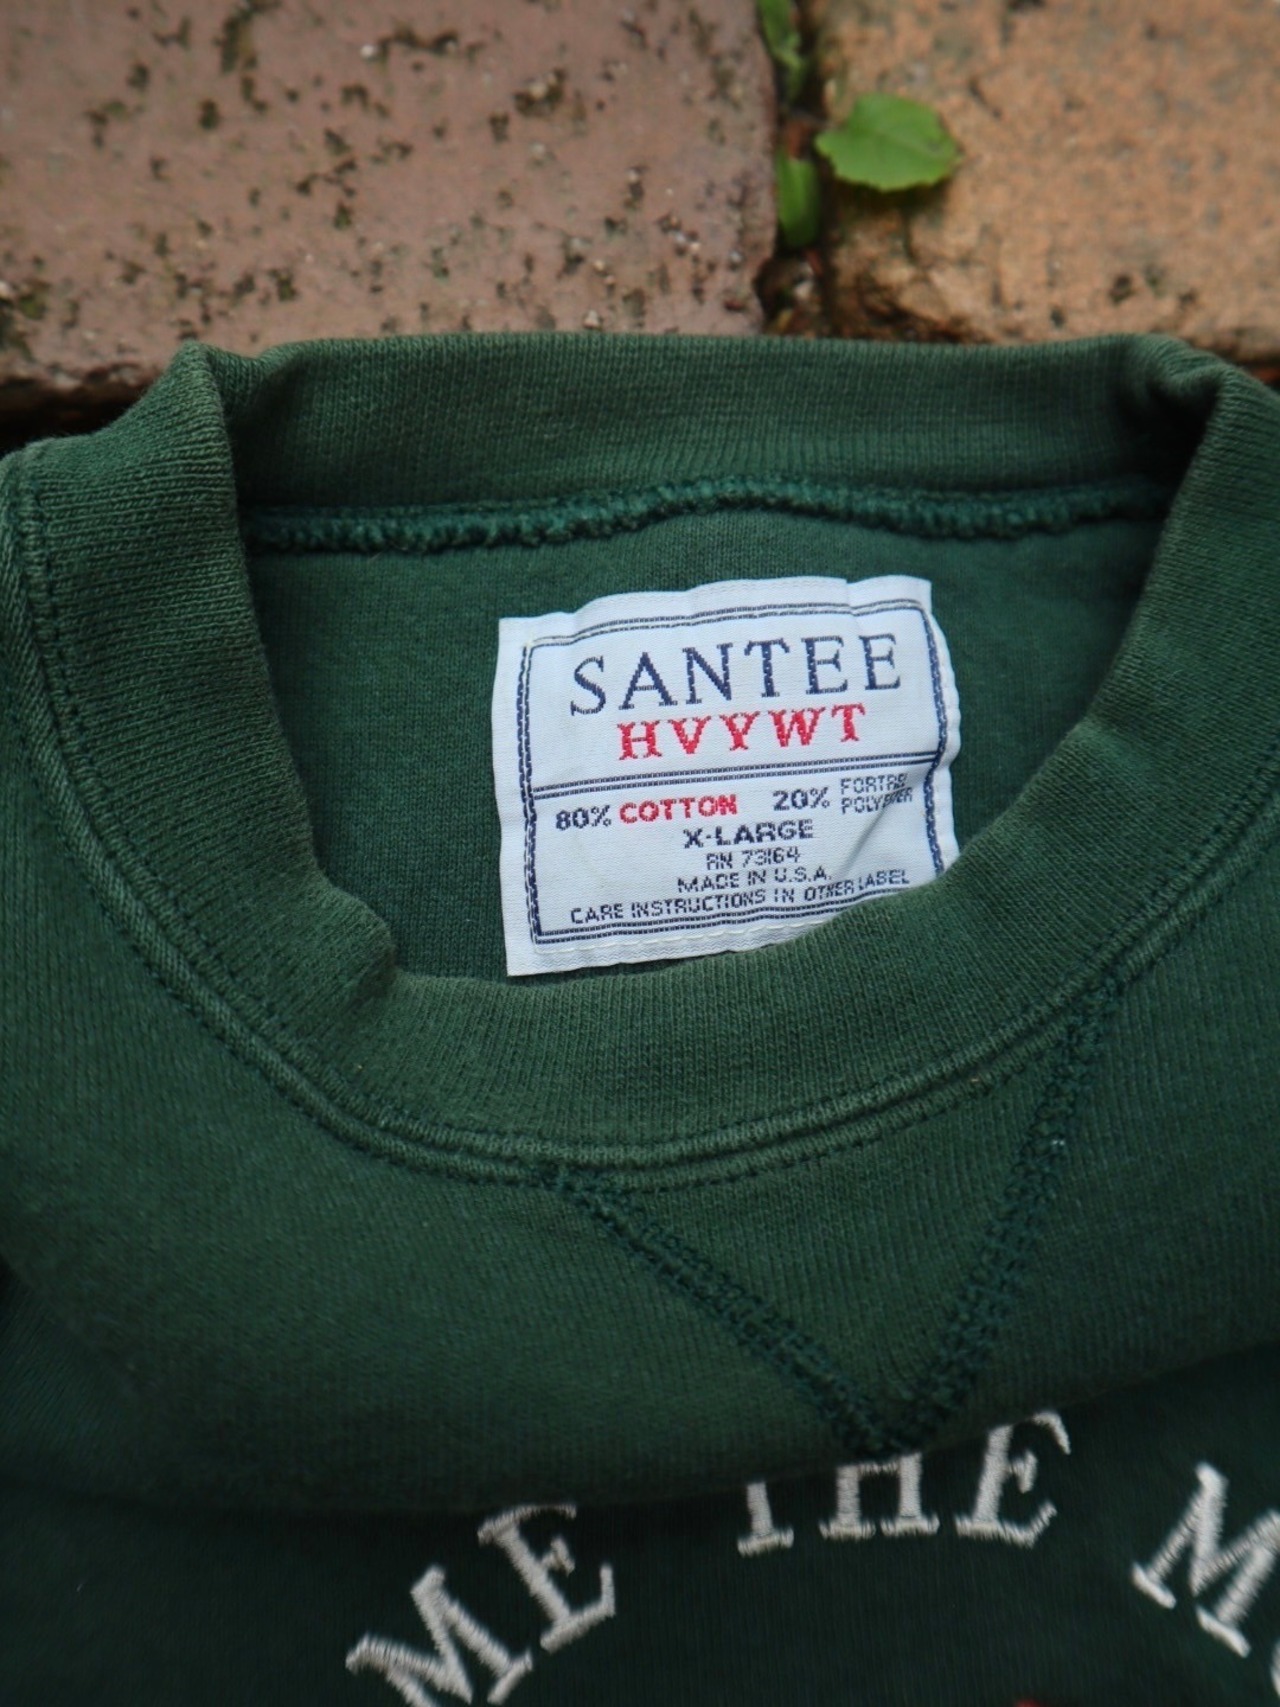 SANTEE
HVYWT
80% COTTON 20% FORTREL POLYESTER
X-LARGE
RN 73164
MADE IN U.S.A.
CARE INSTRUCTIONS IN OTHER LABEL
ME THE